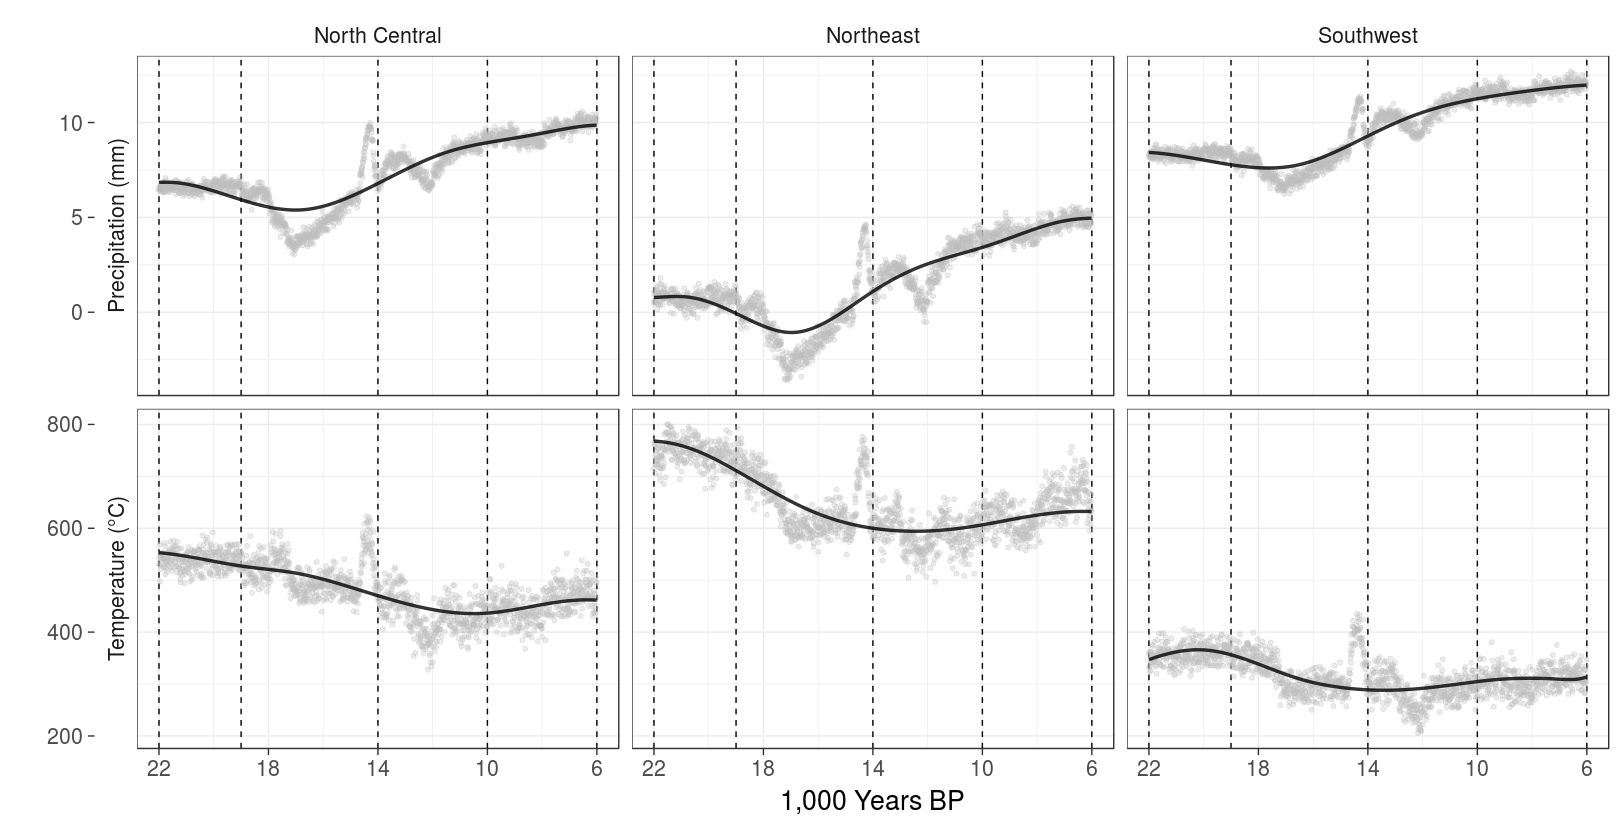 North Central Northeast Southwest
Precipitation (mm)
10
5
0
Temperature (°C)
800
600
400
200
22 18 14 10 6 22 18 14 10 6 22 18 14 10 6
1,000 Years BP